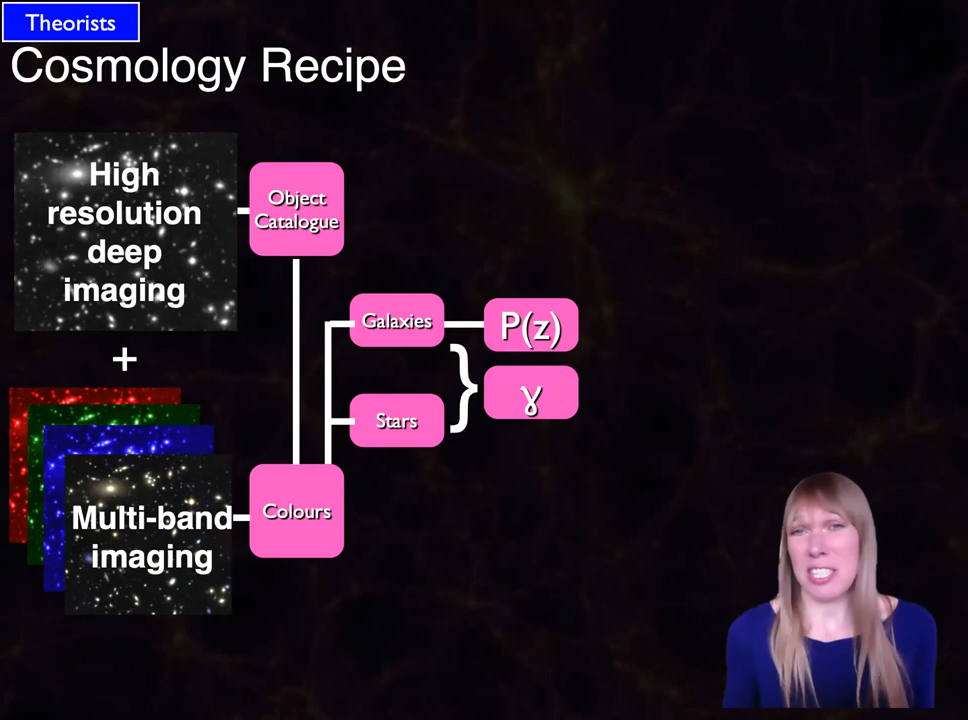 Theorists
Cosmology Recipe
High
resolution
deep
imaging
Object
Catalogue
+
Galaxies
P(z)
}
γ
Stars
Multi-band
imaging
Colours